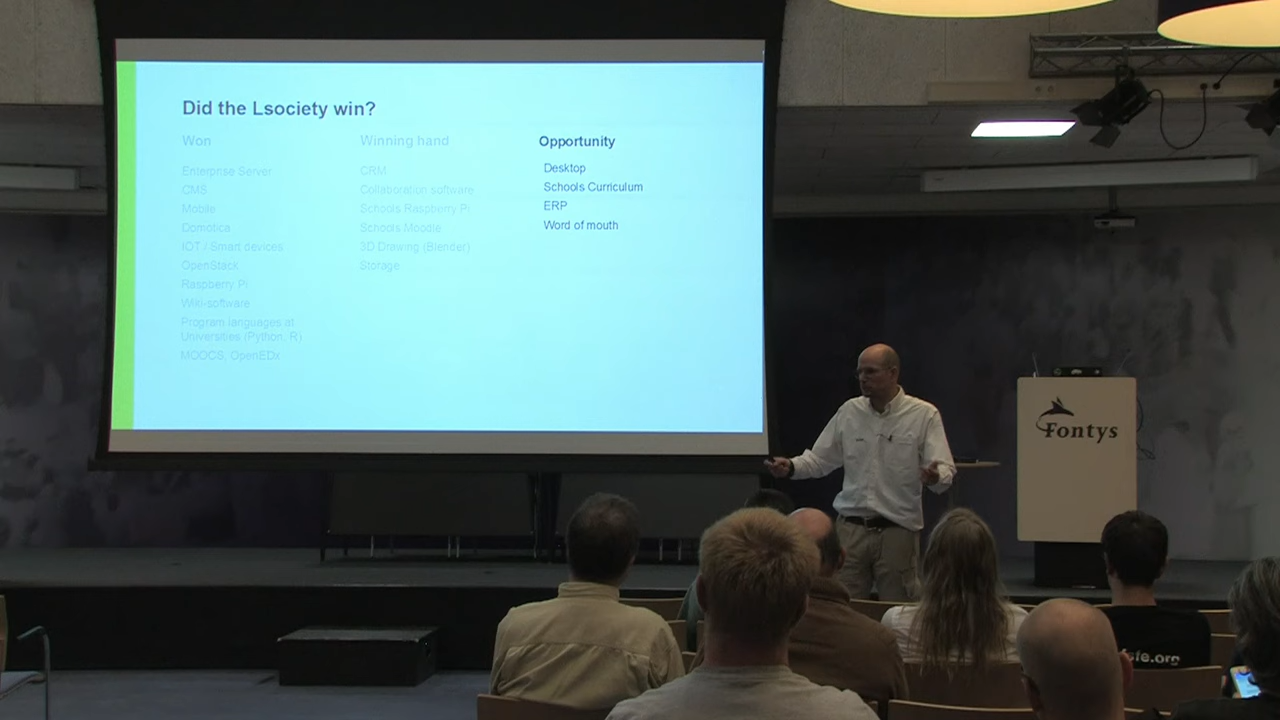 Did the Lsociety win?
Won
Enterprise Server
CMS
Mobile
Domotica
IOT / Smart devices
OpenStack
Raspberry Pi
Wiki-software
Program languages at
Universities (Python, R)
MOOCS, OpenEDx
Winning hand
CRM
Collaboration software
Schools Raspberry Pi
Schools Moodle
3D Drawing (Blender)
Storage
Opportunity
Desktop
Schools Curriculum
ERP
Word of mouth
Fontys
fsfe.org